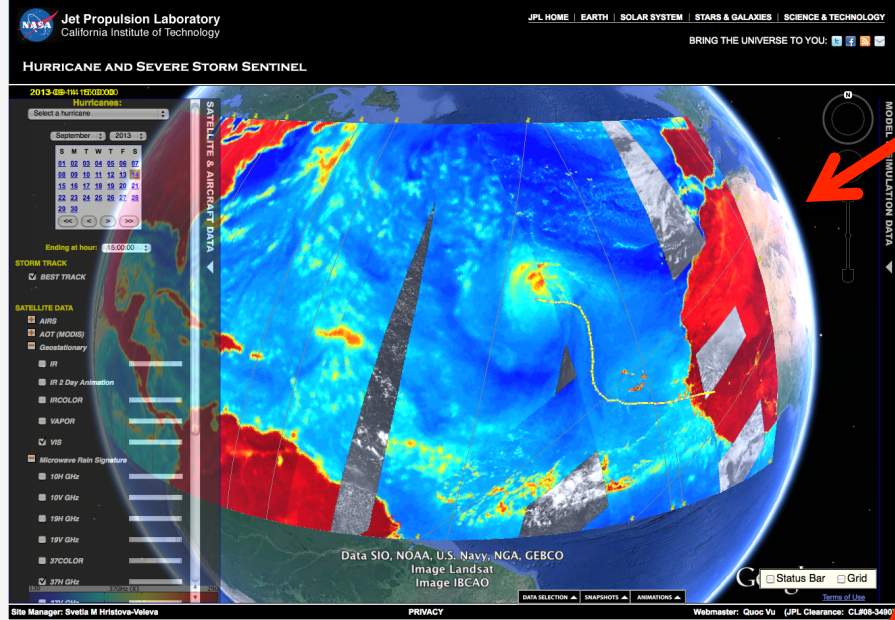 NASA
Jet Propulsion Laboratory
California Institute of Technology
JPL HOME | EARTH | SOLAR SYSTEM | STARS & GALAXIES | SCIENCE & TECHNOLOGY
BRING THE UNIVERSE TO YOU:
HURRICANE AND SEVERE STORM SENTINEL
Hurricanes:
Select a hurricane
September 2013
S M T W T F S
01 02 03 04 05 06 07
08 09 10 11 12 13 14
15 16 17 18 19 20 21
22 23 24 25 26 27 28
29 30
<< < > >>
Ending at hour: 15:00:00
STORM TRACK
BEST TRACK
SATELLITE DATA
AIRS
AOT (MODIS)
Geostationary
IR
IR 2 Day Animation
IRCOLOR
VAPOR
VIS
Microwave Rain Signature
10H GHz
10V GHz
19H GHz
19V GHz
37COLOR
37H GHz
SATELLITE & AIRCRAFT DATA
N
SIMULATION DATA
Data SIO, NOAA, U.S. Navy, NGA, GEBCO
Image Landsat
Image IBCAO
Status Bar Grid
DATA SELECTION SNAPSHOTS ANIMATIONS
Terms of Use
Site Manager: Svetla M Hristova-Veleva
PRIVACY
Webmaster: Quoc Vu (JPL Clearance: CL#08-3490)